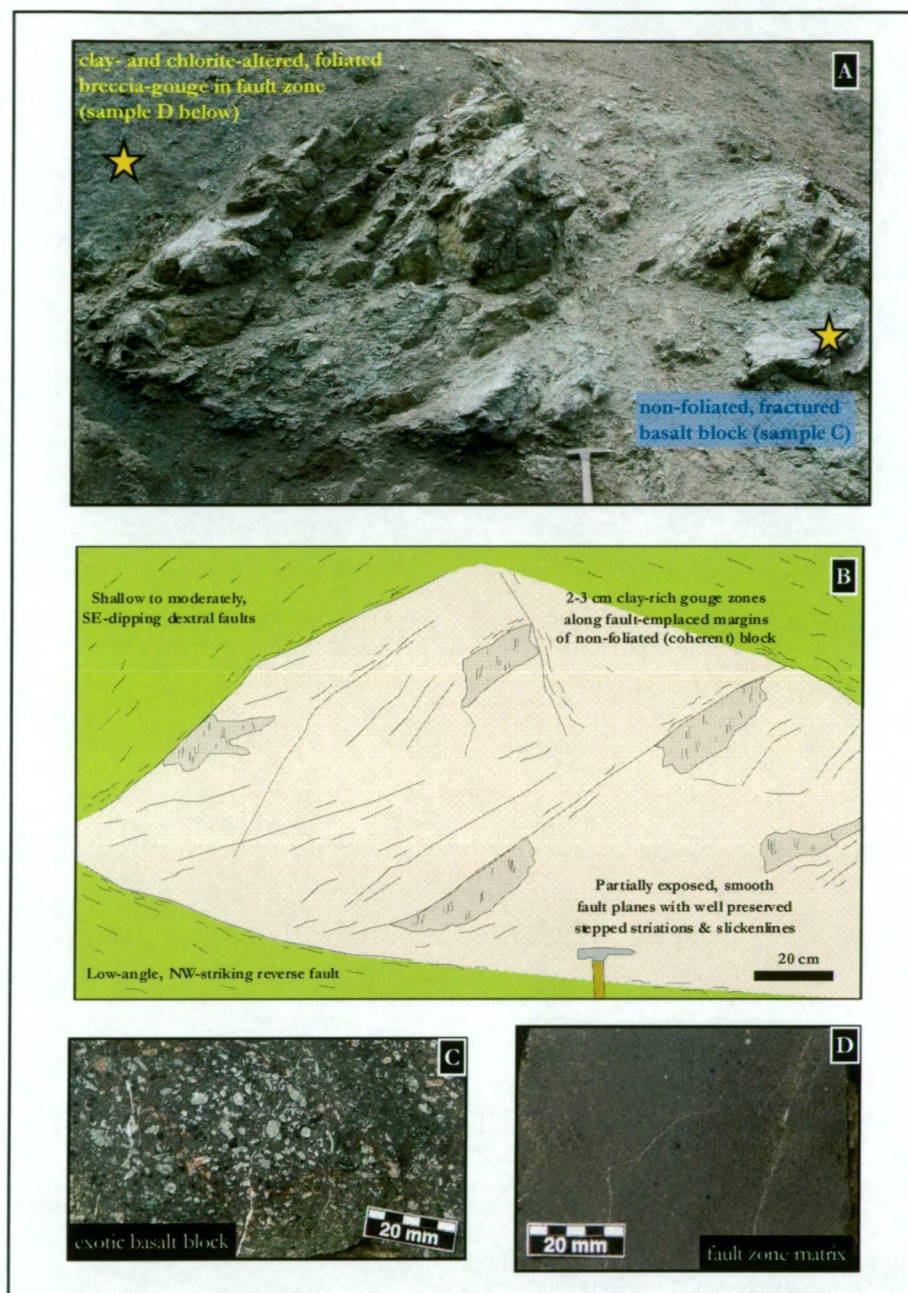 A
clay- and chlorite-altered, foliated
breccia-gouge in fault zone
(sample D below)
non-foliated, fractured
basalt block (sample C)
B
Shallow to moderately,
SE-dipping dextral faults
2-3 cm clay-rich gouge zones
along fault-emplaced margins
of non-foliated (coherent) block
Partially exposed, smooth
fault planes with well preserved
stepped striations & slickenlines
Low-angle, NW-striking reverse fault
20 cm
C
exotic basalt block
20 mm
D
20 mm
fault zone matrix